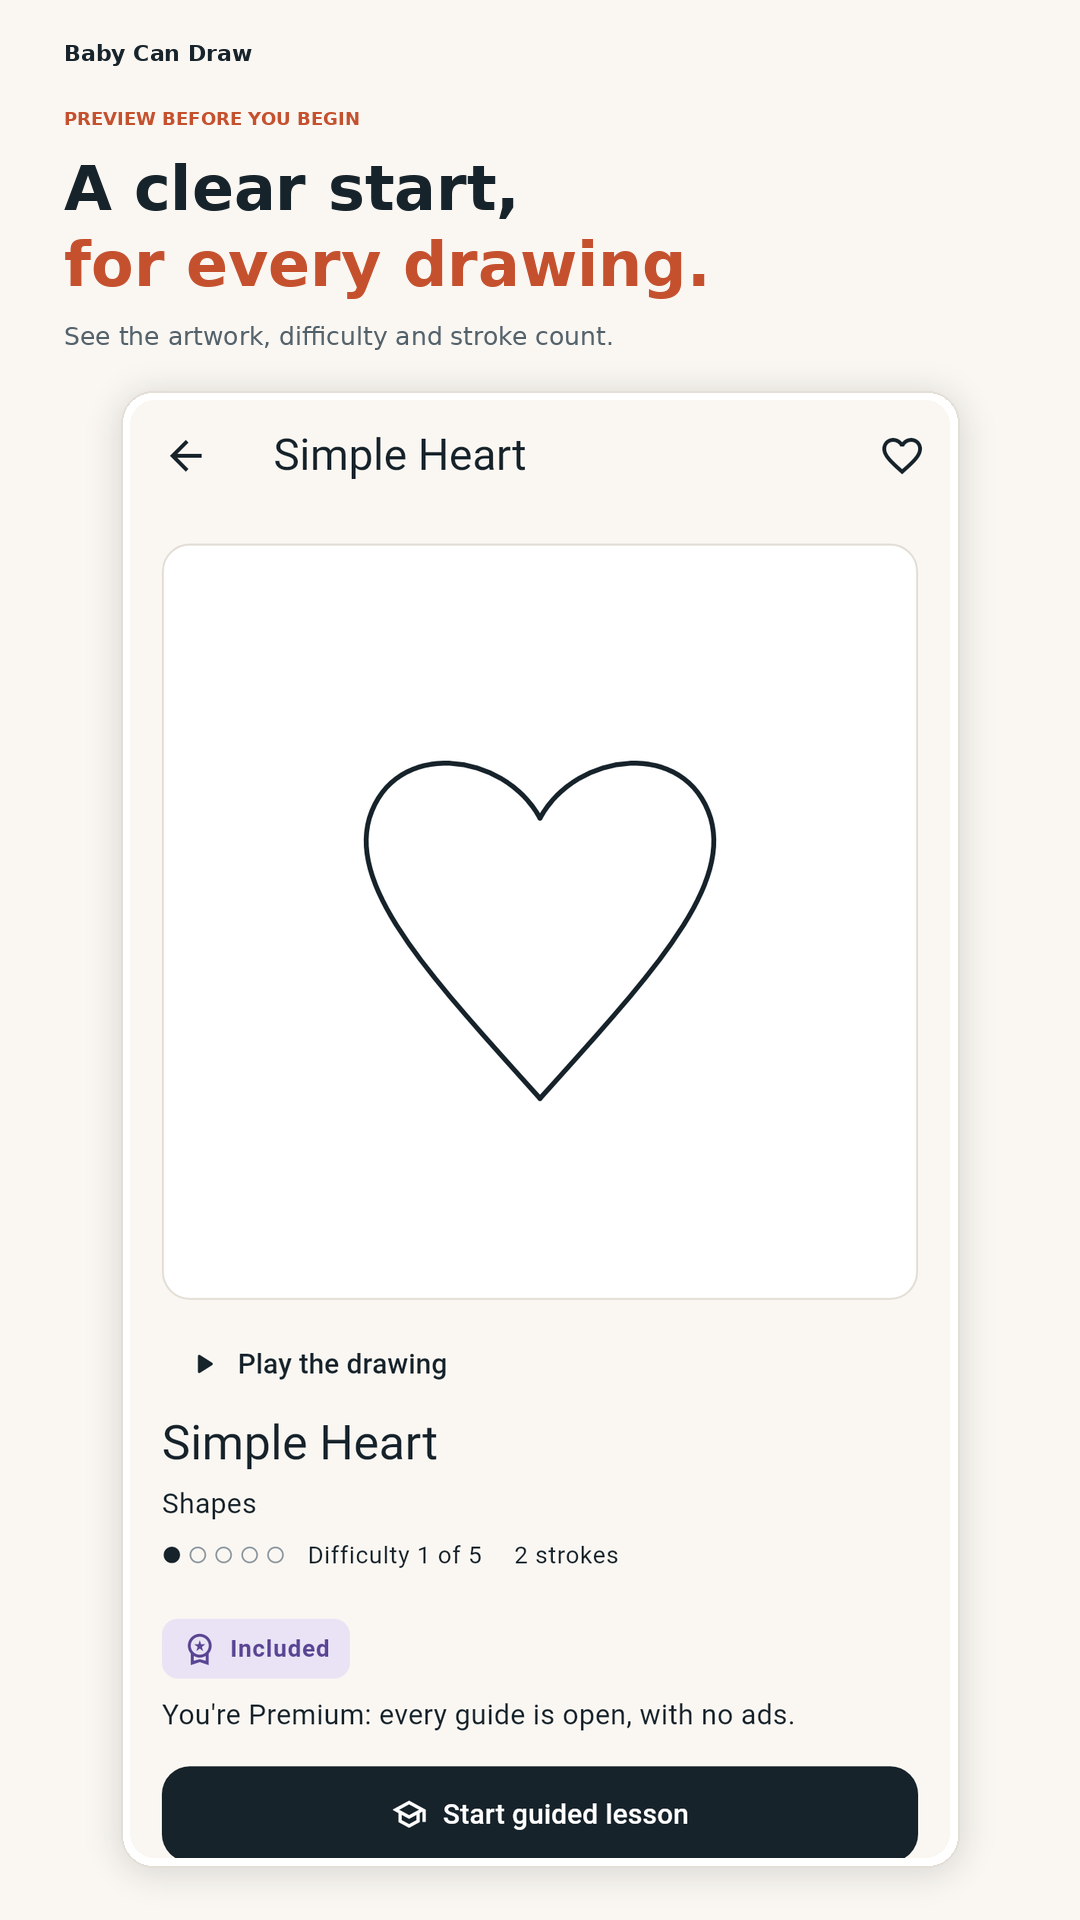 Baby Can Draw
PREVIEW BEFORE YOU BEGIN
A clear start,
for every drawing.
See the artwork, difficulty and stroke count.
Simple Heart
Play the drawing
Simple Heart
Shapes
Difficulty 1 of 5 2 strokes
Included
You're Premium: every guide is open, with no ads.
Start guided lesson